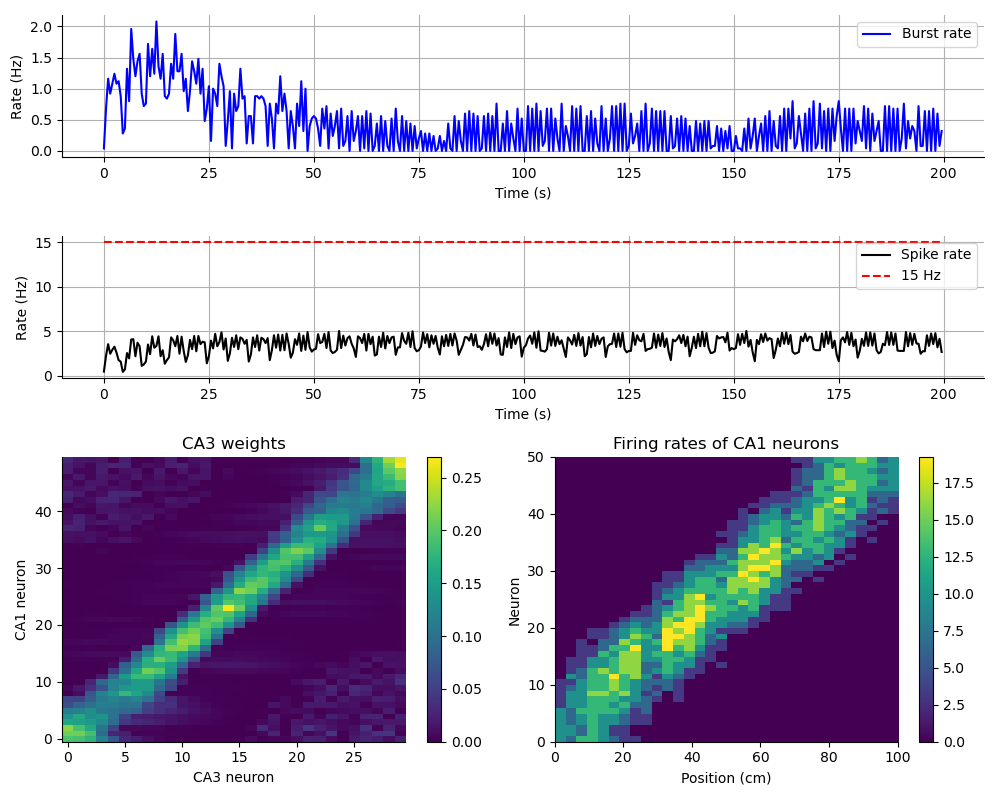 2.0
1.5
1.0
0.5
0.0
Rate (Hz)
Burst rate
0 25 50 75 100 125 150 175 200
Time (s)
15
10
5
0
Rate (Hz)
Spike rate
15 Hz
0 25 50 75 100 125 150 175 200
Time (s)
CA3 weights
40
30
20
10
0
CA1 neuron
0 5 10 15 20 25
CA3 neuron
0.25
0.20
0.15
0.10
0.05
0.00
Firing rates of CA1 neurons
50
40
30
20
10
0
Neuron
0 20 40 60 80 100
Position (cm)
17.5
15.0
12.5
10.0
7.5
5.0
2.5
0.0